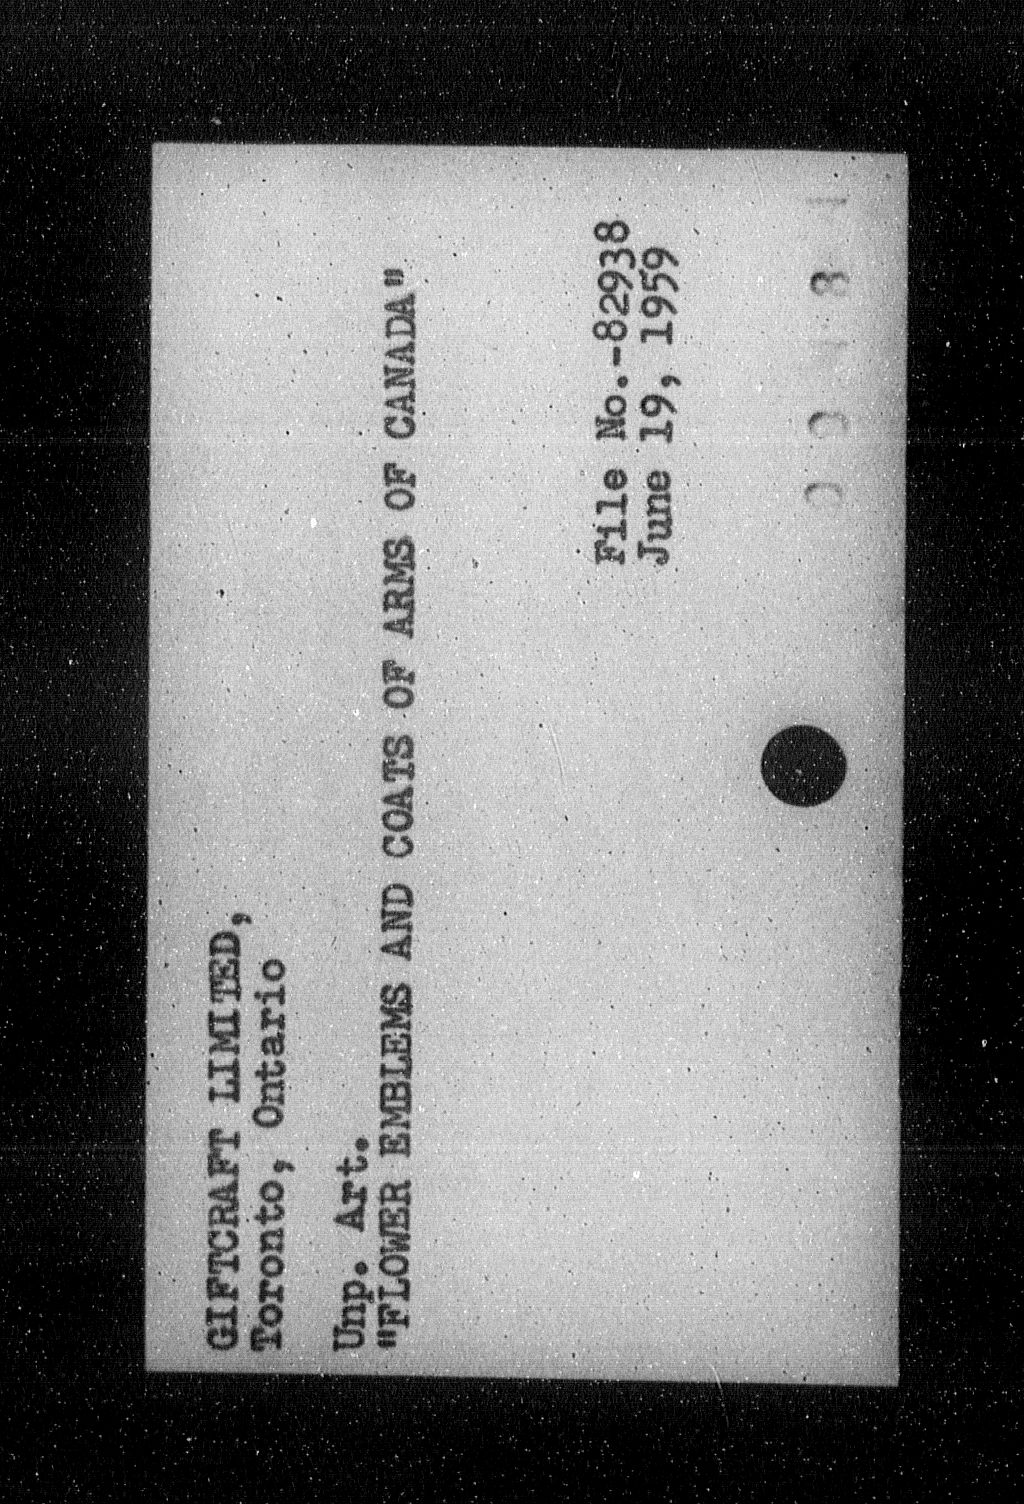 GIFTCRAFT LIMITED,
Toronto, Ontario
Unp. Art.
"FLOWER EMBLEMS AND COATS OF ARMS OF CANADA"
File No.-82938
June 19, 1959